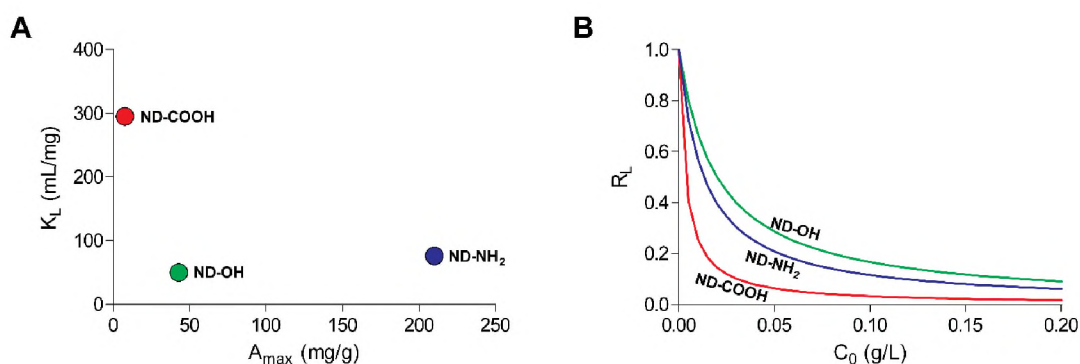 A
400
300
200
100
0
K_L (mL/mg)
ND-COOH
ND-OH
ND-NH₂
0 50 100 150 200 250
A_max (mg/g)
B
1.0
0.8
0.6
0.4
0.2
0.0
R_L
ND-OH
ND-NH₂
ND-COOH
0.00 0.05 0.10 0.15 0.20
C₀ (g/L)